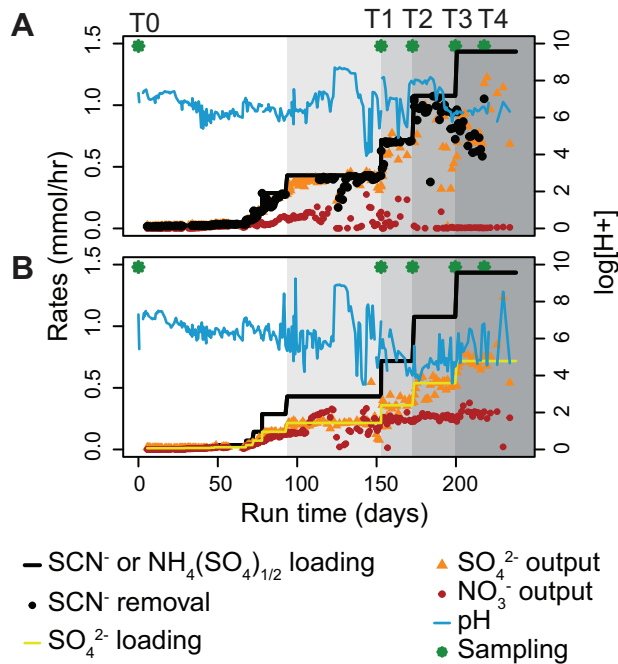 T0 T1 T2 T3 T4
A
1.5 10
1.0 8
6
0.5 4
2
0.0 0
B
1.5 10
1.0 8
6
0.5 4
2
0.0 0
Rates (mmol/hr)
log[H+]
0 50 100 150 200
Run time (days)
SCN⁻ or NH₄(SO₄)₁/₂ loading
SCN⁻ removal
SO₄²⁻ loading
SO₄²⁻ output
NO₃⁻ output
pH
Sampling